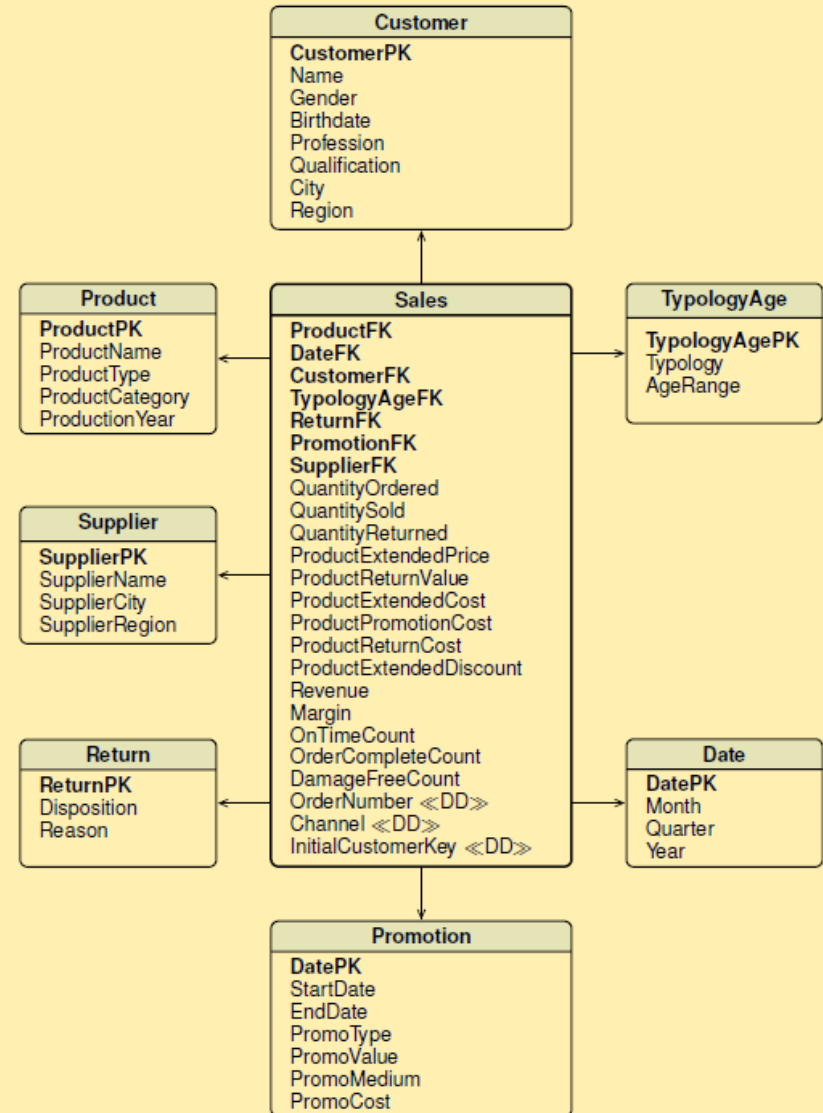 Customer
CustomerPK
Name
Gender
Birthdate
Profession
Qualification
City
Region
Product
ProductPK
ProductName
ProductType
ProductCategory
ProductionYear
Sales
ProductFK
DateFK
CustomerFK
TypologyAgeFK
ReturnFK
PromotionFK
SupplierFK
QuantityOrdered
QuantitySold
QuantityReturned
ProductExtendedPrice
ProductReturnValue
ProductExtendedCost
ProductPromotionCost
ProductReturnCost
ProductExtendedDiscount
Revenue
Margin
OnTimeCount
OrderCompleteCount
DamageFreeCount
OrderNumber ≪DD≫
Channel ≪DD≫
InitialCustomerKey ≪DD≫
TypologyAge
TypologyAgePK
Typology
AgeRange
Supplier
SupplierPK
SupplierName
SupplierCity
SupplierRegion
Return
ReturnPK
Disposition
Reason
Date
DatePK
Month
Quarter
Year
Promotion
DatePK
StartDate
EndDate
PromoType
PromoValue
PromoMedium
PromoCost